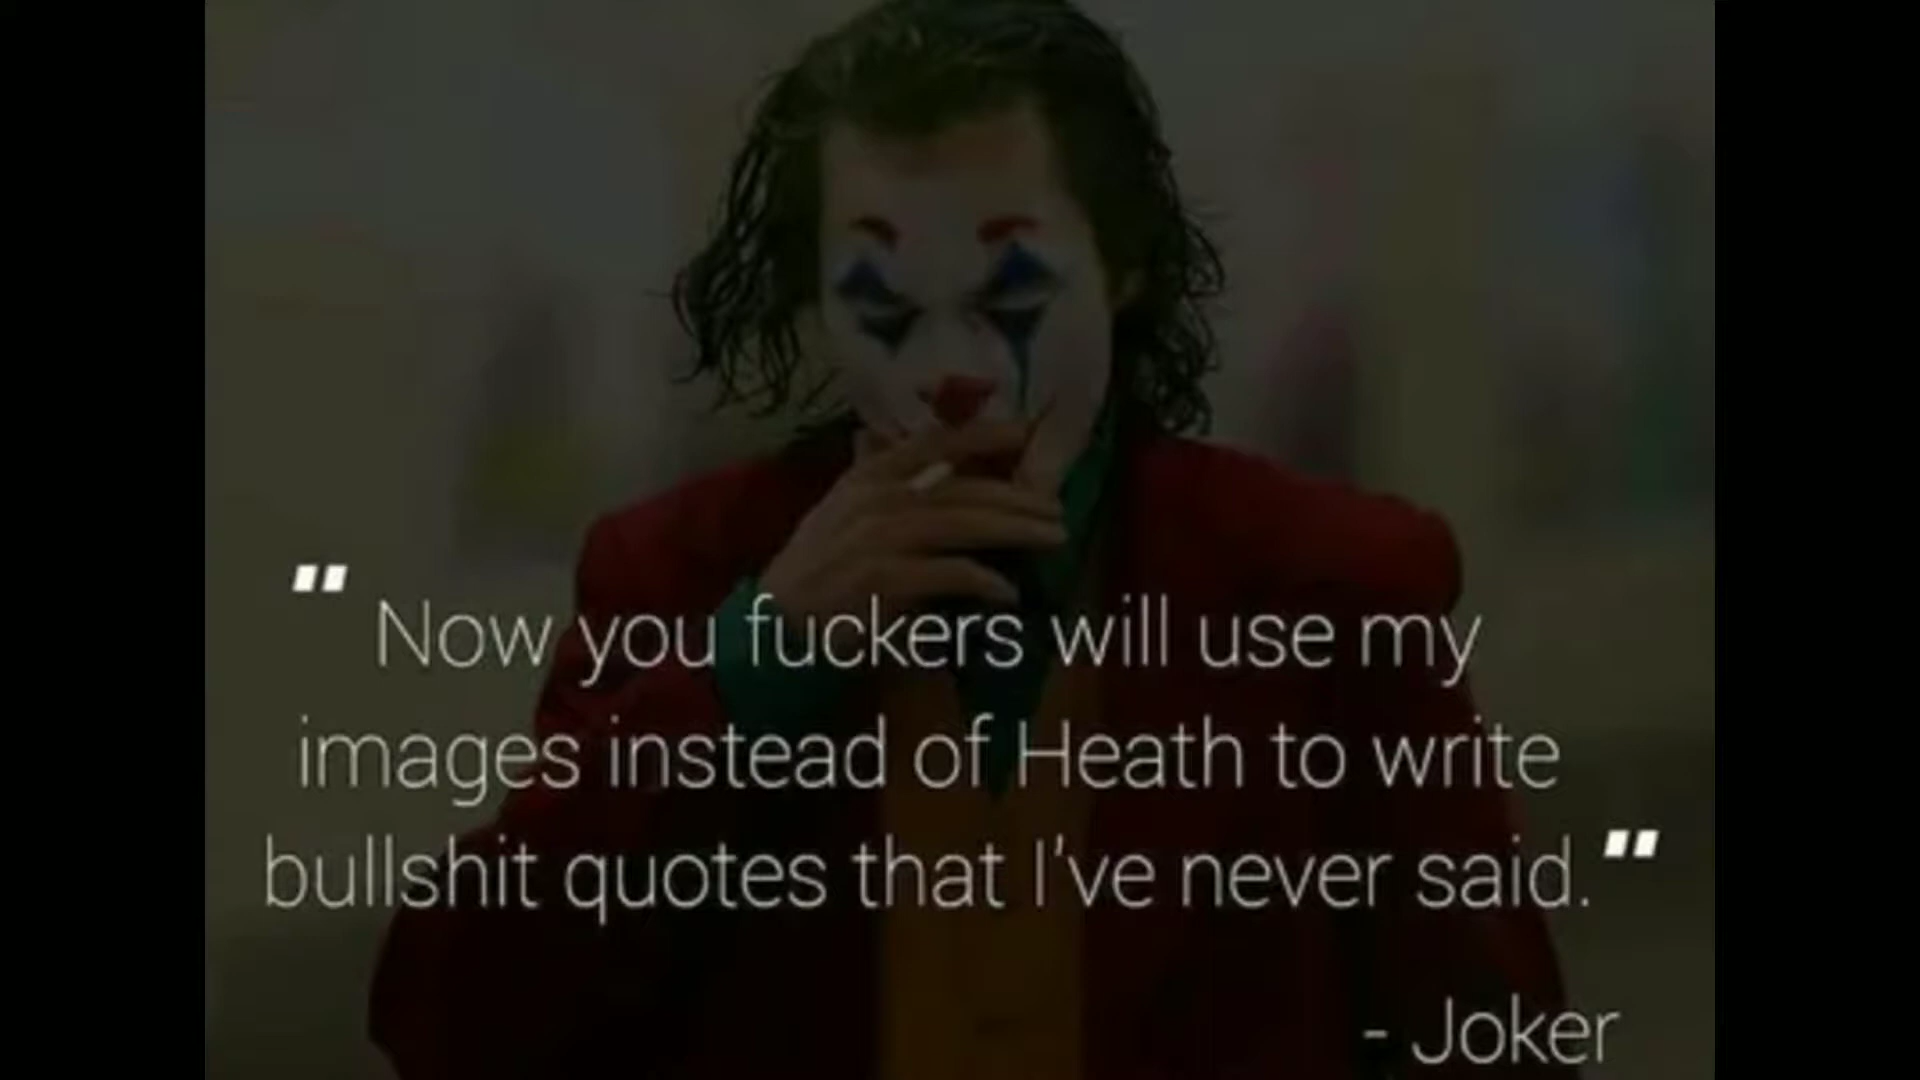 " Now you fuckers will use my
images instead of Heath to write
bullshit quotes that I've never said. "
- Joker